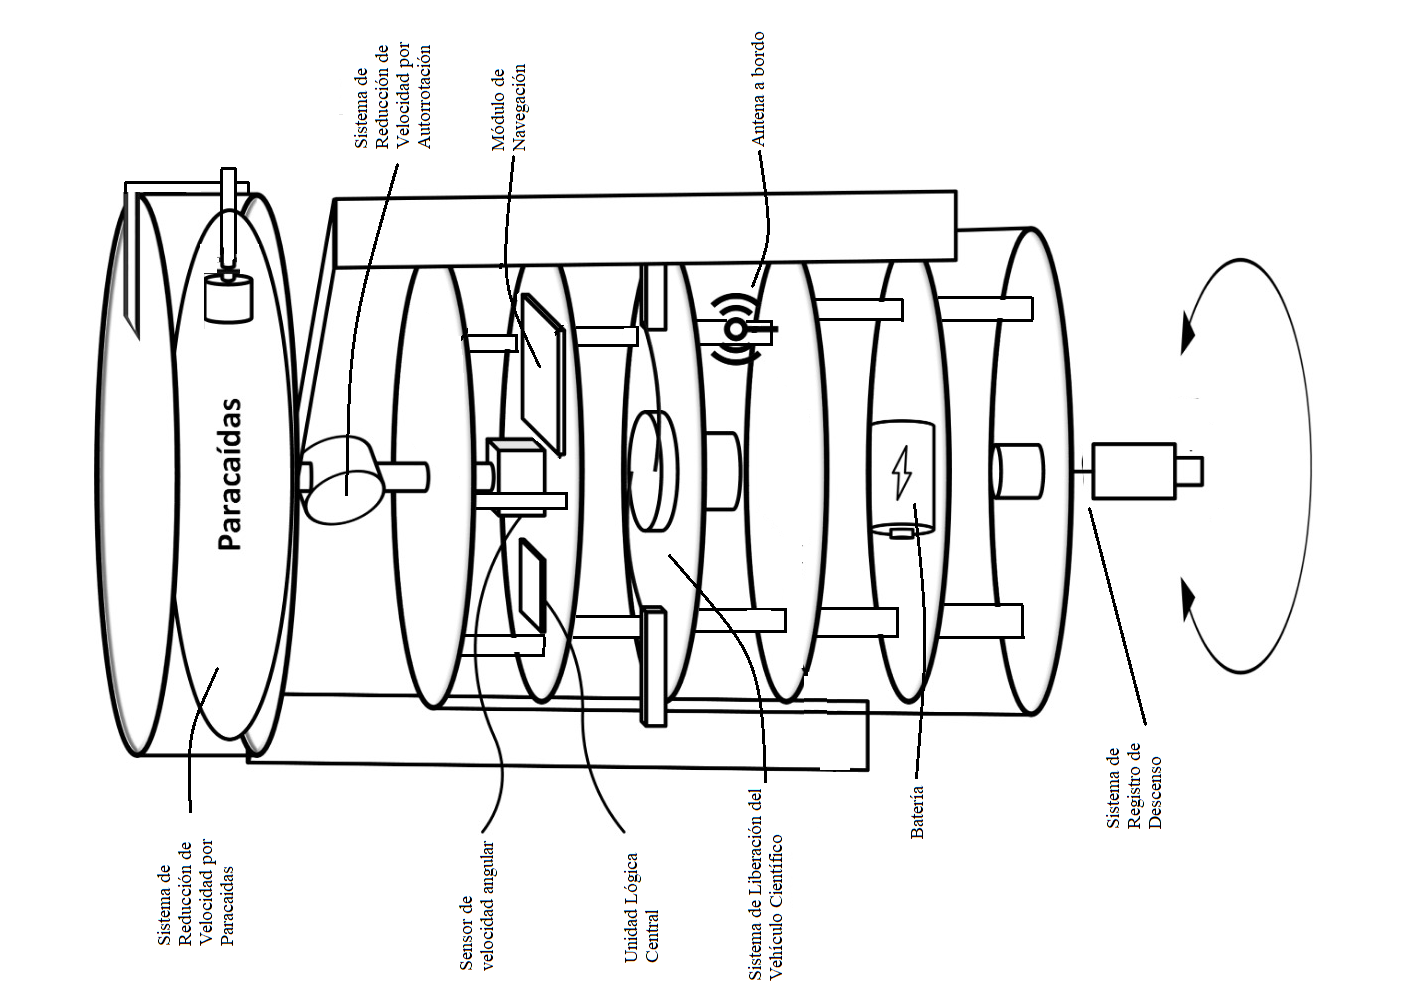 Sistema de
Reducción de
Velocidad por
Autorrotación
Módulo de
Navegación
Antena a bordo
Paracaídas
Sistema de
Reducción de
Velocidad por
Paracaidas
Sensor de
velocidad angular
Unidad Lógica
Central
Sistema de Liberación del
Vehículo Científico
Batería
Sistema de
Registro de
Descenso